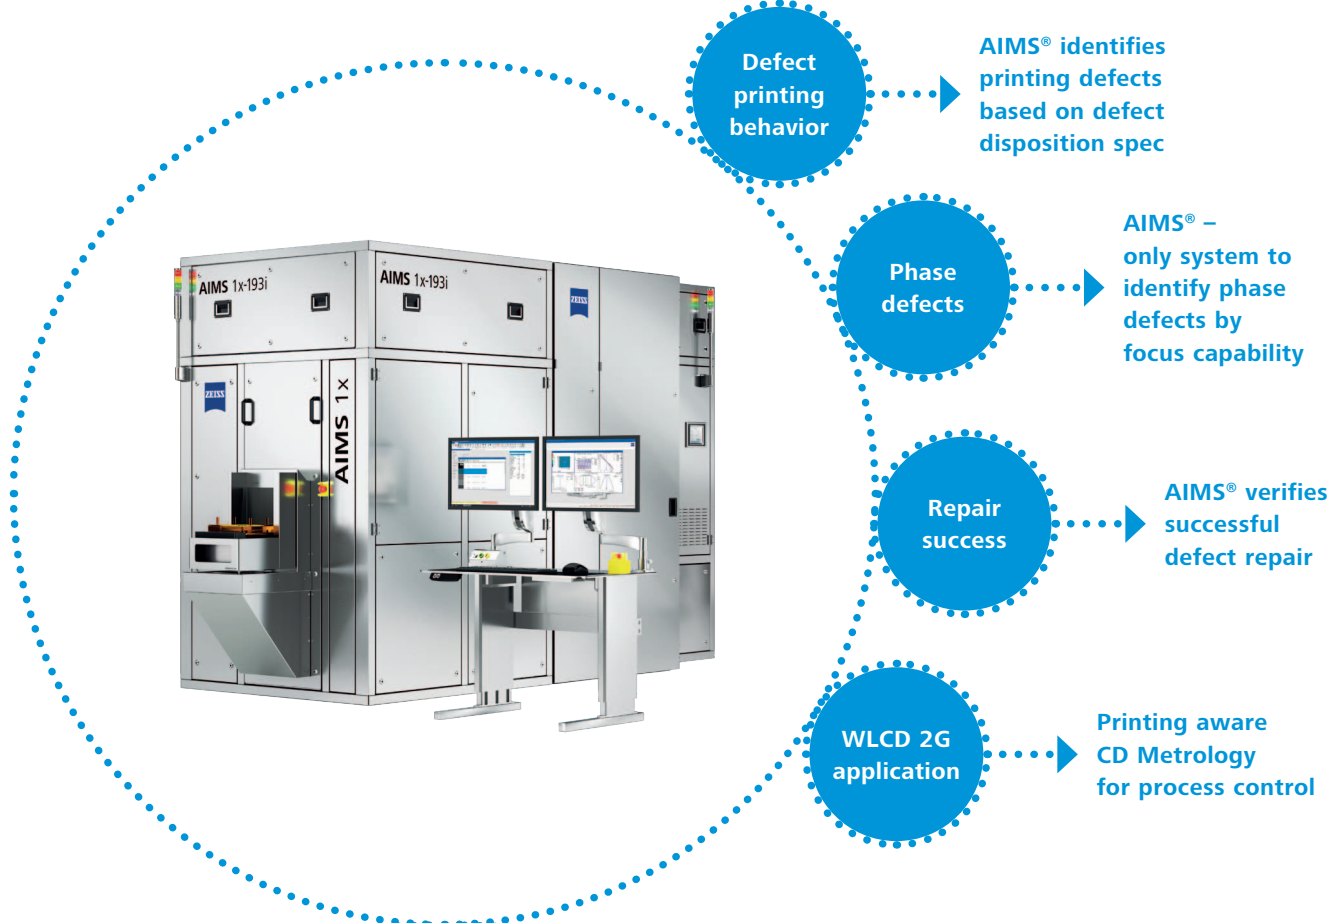 Defect
printing
behavior
AIMS® identifies
printing defects
based on defect
disposition spec
Phase
defects
AIMS® –
only system to
identify phase
defects by
focus capability
Repair
success
AIMS® verifies
successful
defect repair
WLCD 2G
application
Printing aware
CD Metrology
for process control
AIMS 1x-193i
AIMS 1x-193i
ZEISS
ZEISS
AIMS 1x